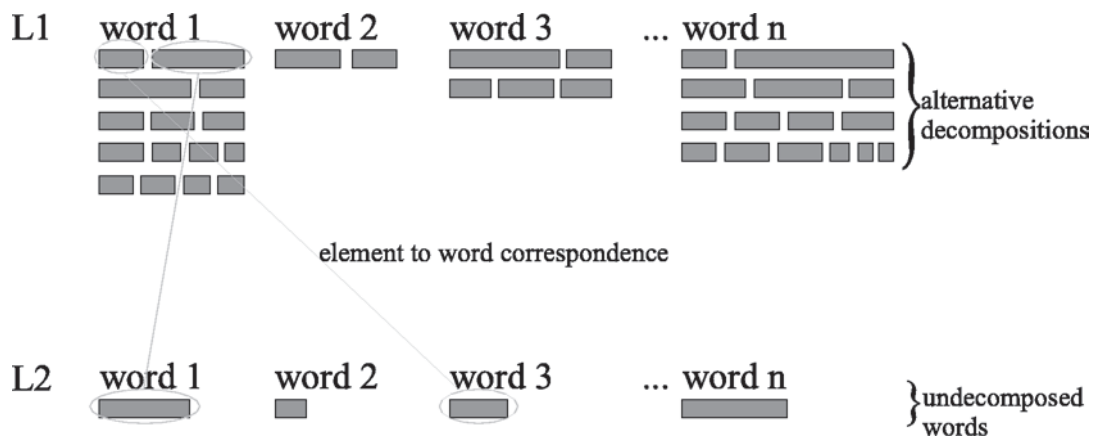 L1 word 1 word 2 word 3 ... word n
alternative
decompositions
element to word correspondence
L2 word 1 word 2 word 3 ... word n
undecomposed
words